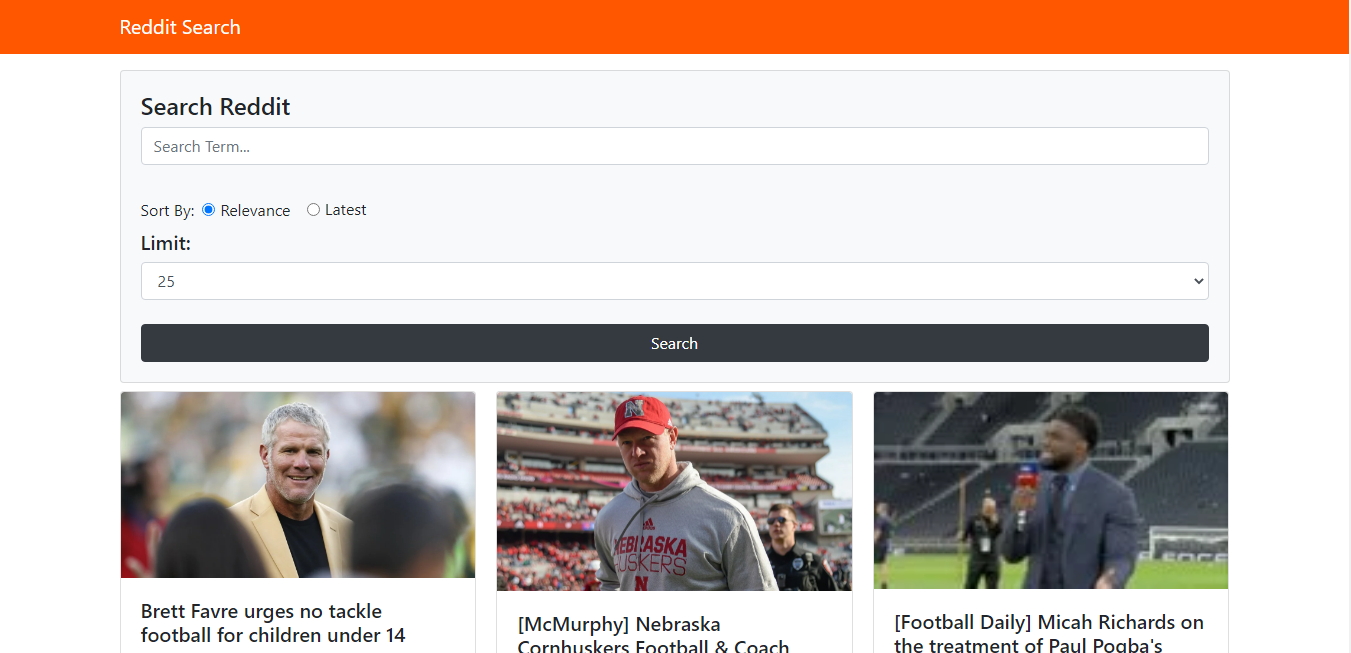 Reddit Search
Search Reddit
Search Term...
Sort By: Relevance Latest
Limit:
25
Search
N
NEBRASKA
HUSKERS
N
Brett Favre urges no tackle
football for children under 14
[McMurphy] Nebraska
Cornhuskers Football & Coach
[Football Daily] Micah Richards on
the treatment of Paul Pogba's